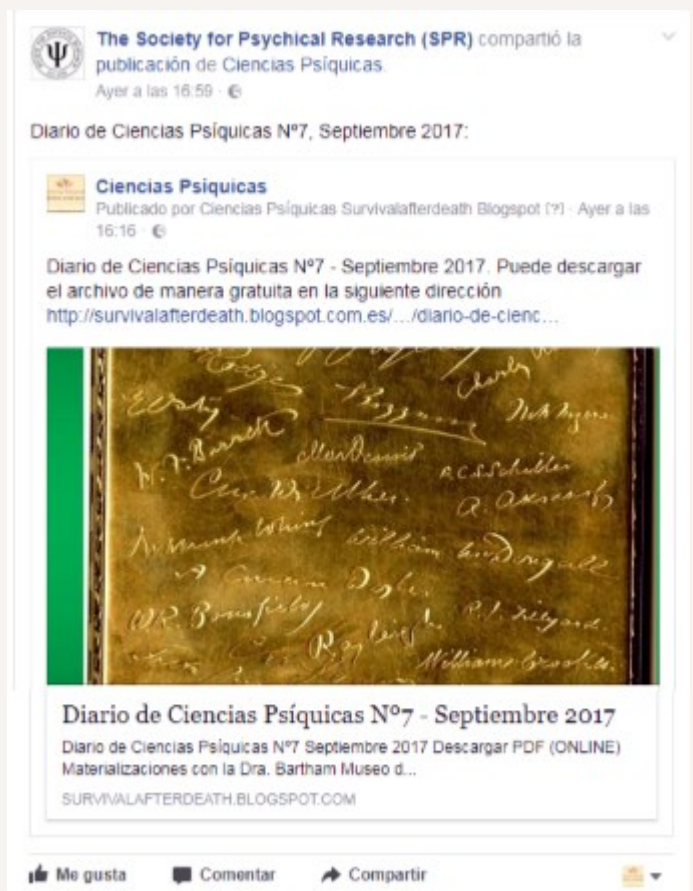 The Society for Psychical Research (SPR) compartió la
publicación de Ciencias Psíquicas.
Ayer a las 16:59 ·
Diario de Ciencias Psíquicas Nº7, Septiembre 2017:
Ciencias Psíquicas
Publicado por Ciencias Psíquicas Survivalafterdeath Blogspot [?] · Ayer a las
16:16 ·
Diario de Ciencias Psíquicas Nº7 - Septiembre 2017. Puede descargar
el archivo de manera gratuita en la siguiente dirección
http://survivalafterdeath.blogspot.com.es/.../diario-de-cienc...
W. F. Barrett
F.C.S. Schiller
William McDougall
Rayleigh
William Crookes.
Diario de Ciencias Psíquicas Nº7 - Septiembre 2017
Diario de Ciencias Psíquicas Nº7 Septiembre 2017 Descargar PDF (ONLINE)
Materializaciones con la Dra. Bartham Museo d...
SURVIVALAFTERDEATH.BLOGSPOT.COM
Me gusta Comentar Compartir